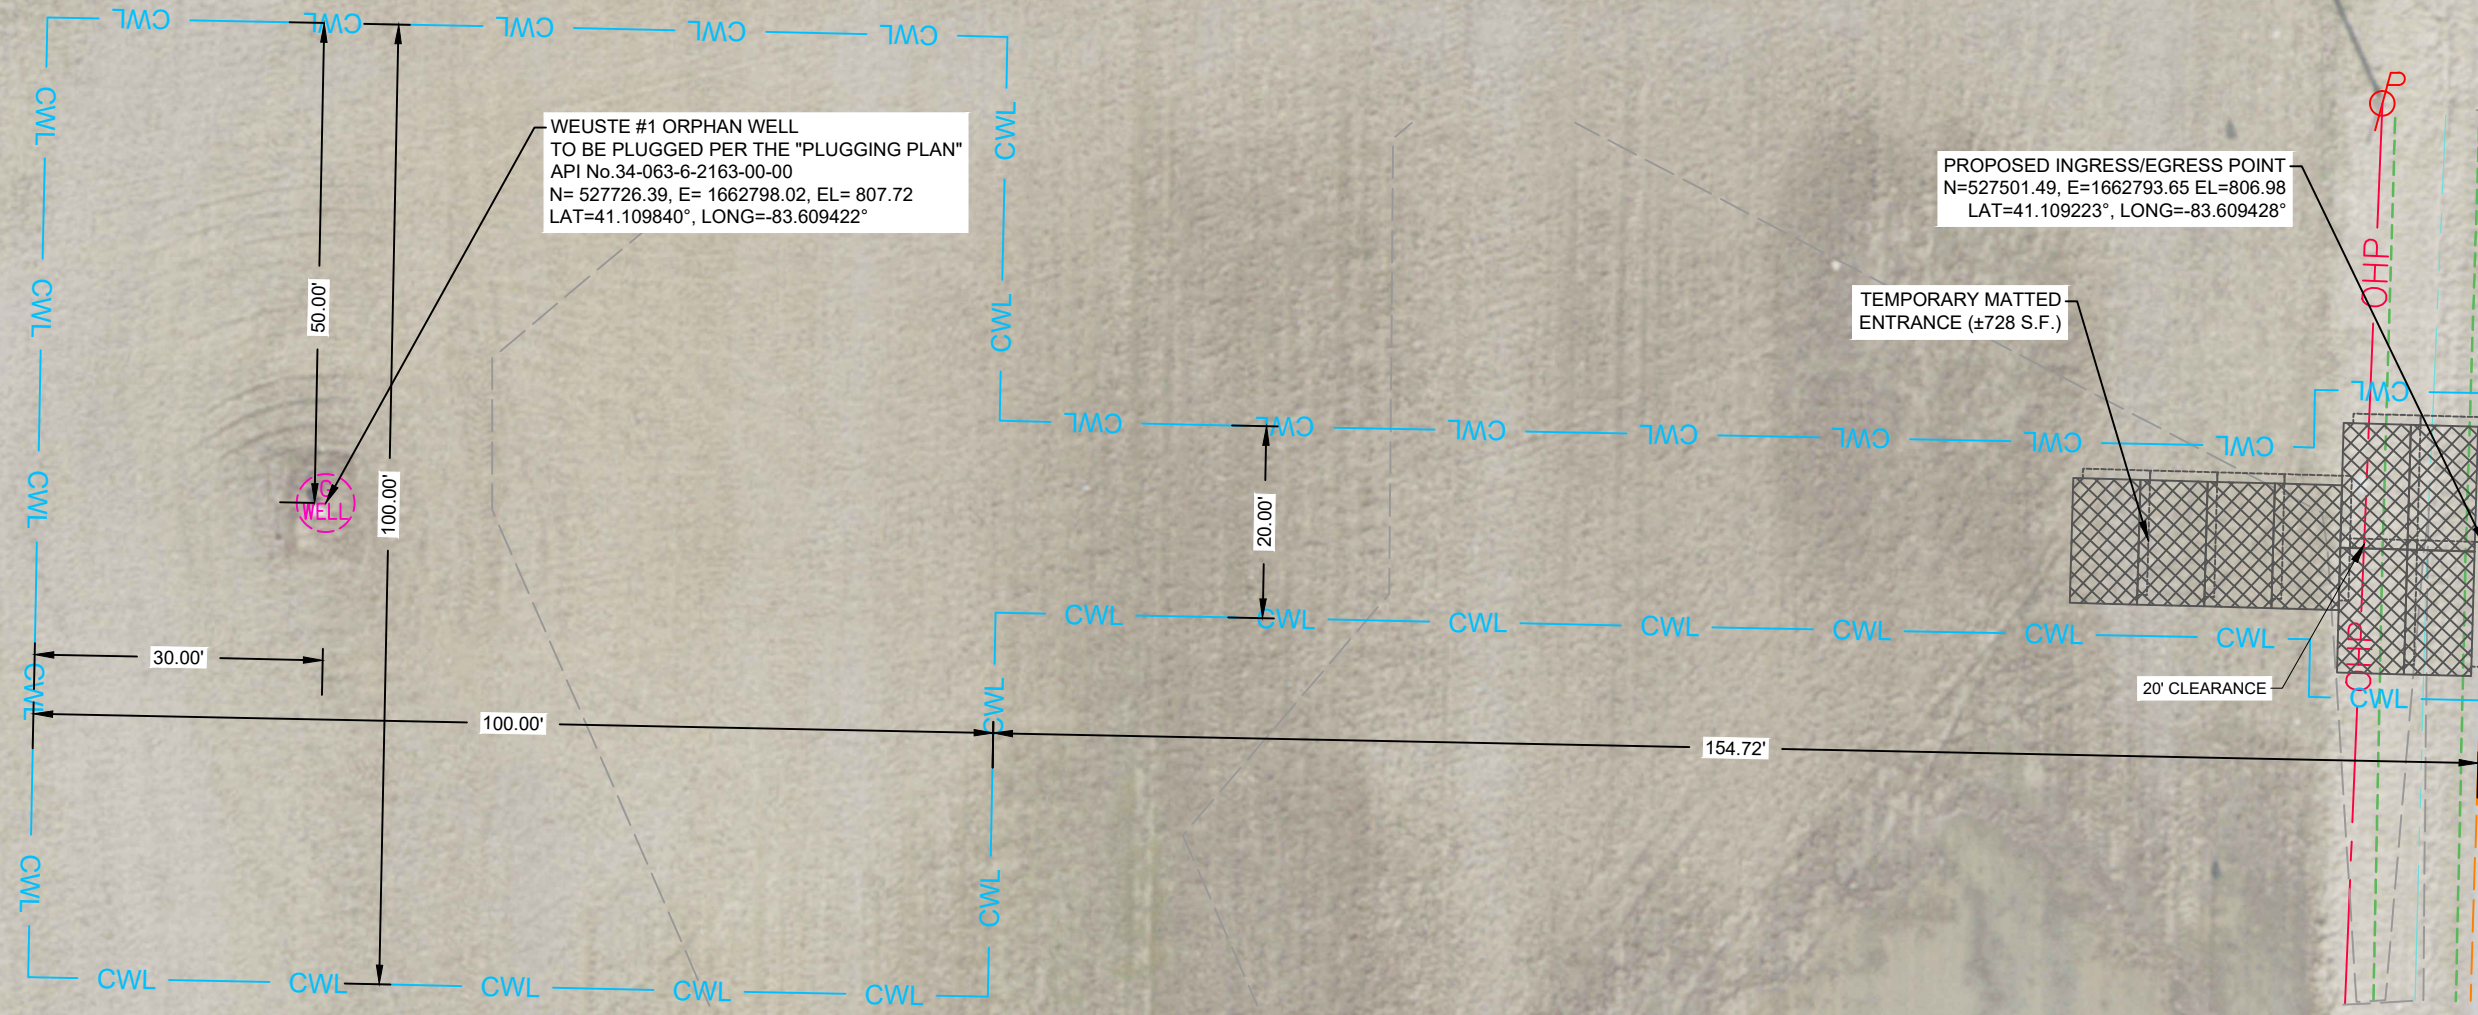 CWL CWL CWL CWL CWL
CWL CWL CWL CWL CWL
CWL CWL CWL CWL
WEUSTE #1 ORPHAN WELL
TO BE PLUGGED PER THE "PLUGGING PLAN"
API No.34-063-6-2163-00-00
N= 527726.39, E= 1662798.02, EL= 807.72
LAT=41.109840°, LONG=-83.609422°
50.00'
100.00'
G
WELL
30.00'
100.00'
CWL CWL CWL CWL CWL
P
PROPOSED INGRESS/EGRESS POINT
N=527501.49, E=1662793.65 EL=806.98
LAT=41.109223°, LONG=-83.609428°
OHP
TEMPORARY MATTED
ENTRANCE (±728 S.F.)
CWL
CWL CWL CWL CWL CWL CWL CWL
20.00'
CWL CWL CWL CWL CWL CWL CWL
OHP
20' CLEARANCE
CWL
154.72'